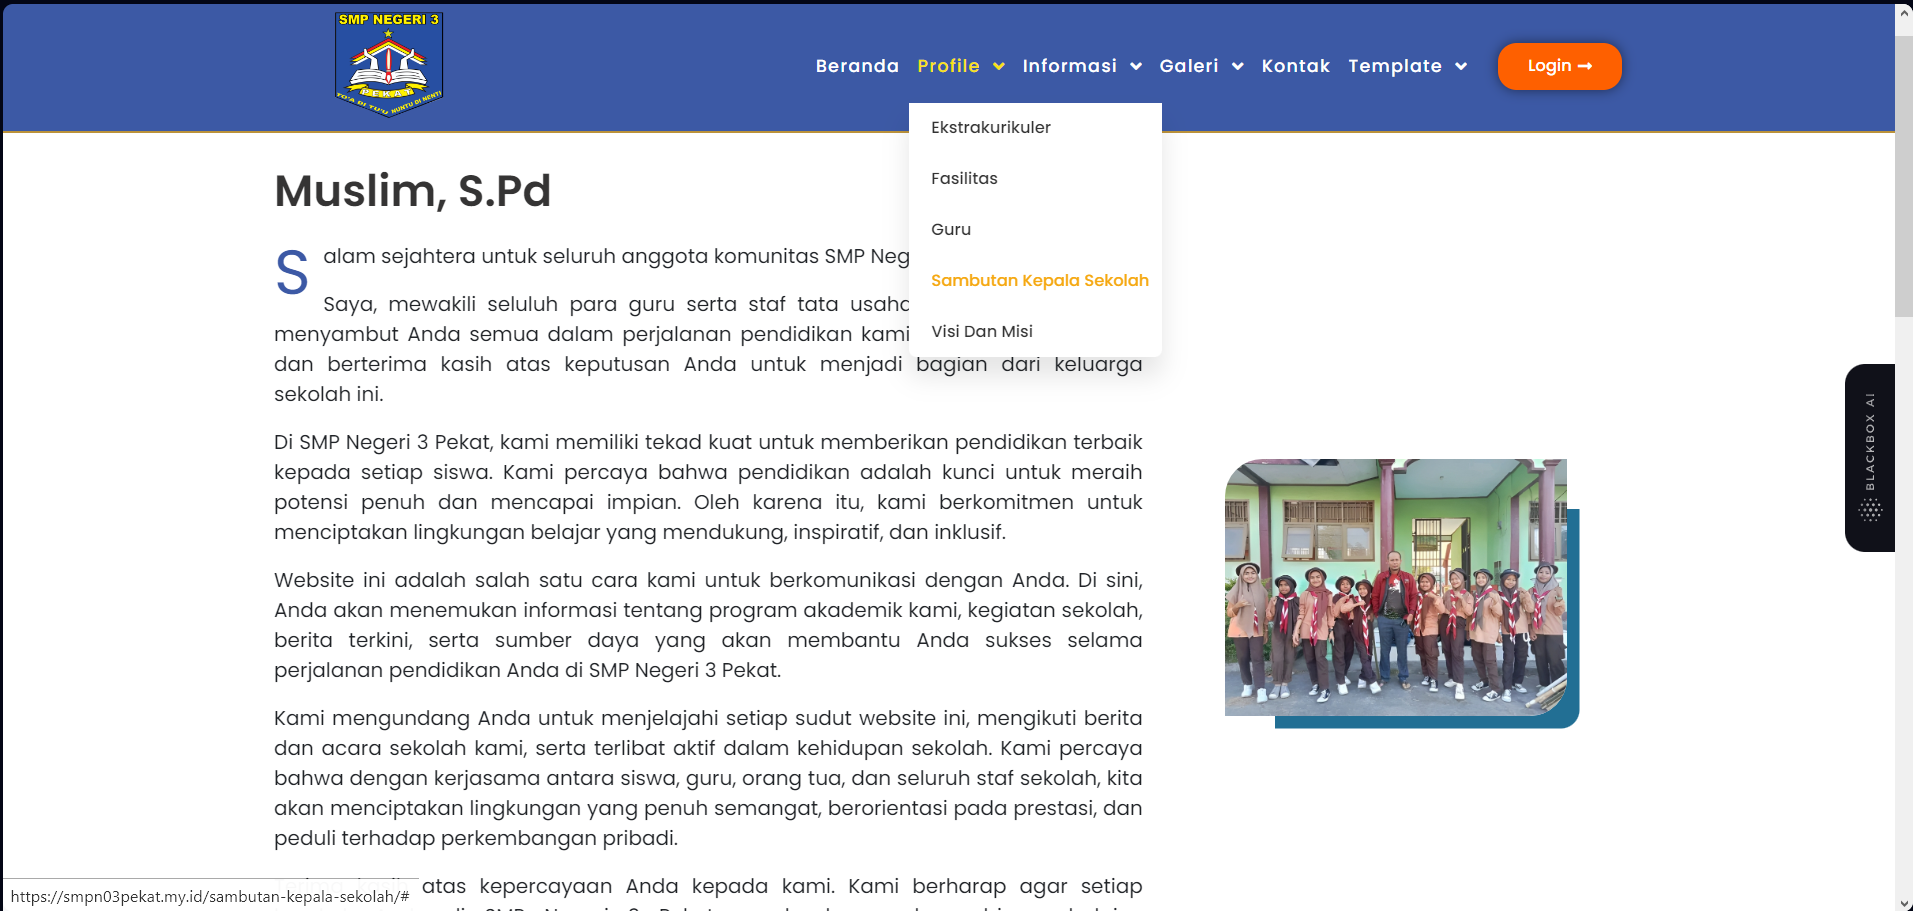 SMP NEGERI 3
PEKAT
TO'A DI TU'U NUNTU DI NENTI
Beranda Profile Informasi Galeri Kontak Template Login
Ekstrakurikuler
Fasilitas
Guru
Sambutan Kepala Sekolah
Visi Dan Misi
Muslim, S.Pd
Salam sejahtera untuk seluruh anggota komunitas SMP Neg
Saya, mewakili seluluh para guru serta staf tata usaha
menyambut Anda semua dalam perjalanan pendidikan kami
dan berterima kasih atas keputusan Anda untuk menjadi bagian dari keluarga
sekolah ini.
Di SMP Negeri 3 Pekat, kami memiliki tekad kuat untuk memberikan pendidikan terbaik
kepada setiap siswa. Kami percaya bahwa pendidikan adalah kunci untuk meraih
potensi penuh dan mencapai impian. Oleh karena itu, kami berkomitmen untuk
menciptakan lingkungan belajar yang mendukung, inspiratif, dan inklusif.
Website ini adalah salah satu cara kami untuk berkomunikasi dengan Anda. Di sini,
Anda akan menemukan informasi tentang program akademik kami, kegiatan sekolah,
berita terkini, serta sumber daya yang akan membantu Anda sukses selama
perjalanan pendidikan Anda di SMP Negeri 3 Pekat.
Kami mengundang Anda untuk menjelajahi setiap sudut website ini, mengikuti berita
dan acara sekolah kami, serta terlibat aktif dalam kehidupan sekolah. Kami percaya
bahwa dengan kerjasama antara siswa, guru, orang tua, dan seluruh staf sekolah, kita
akan menciptakan lingkungan yang penuh semangat, berorientasi pada prestasi, dan
peduli terhadap perkembangan pribadi.
atas kepercayaan Anda kepada kami. Kami berharap agar setiap
https://smpn03pekat.my.id/sambutan-kepala-sekolah/#
BLACKBOX AI